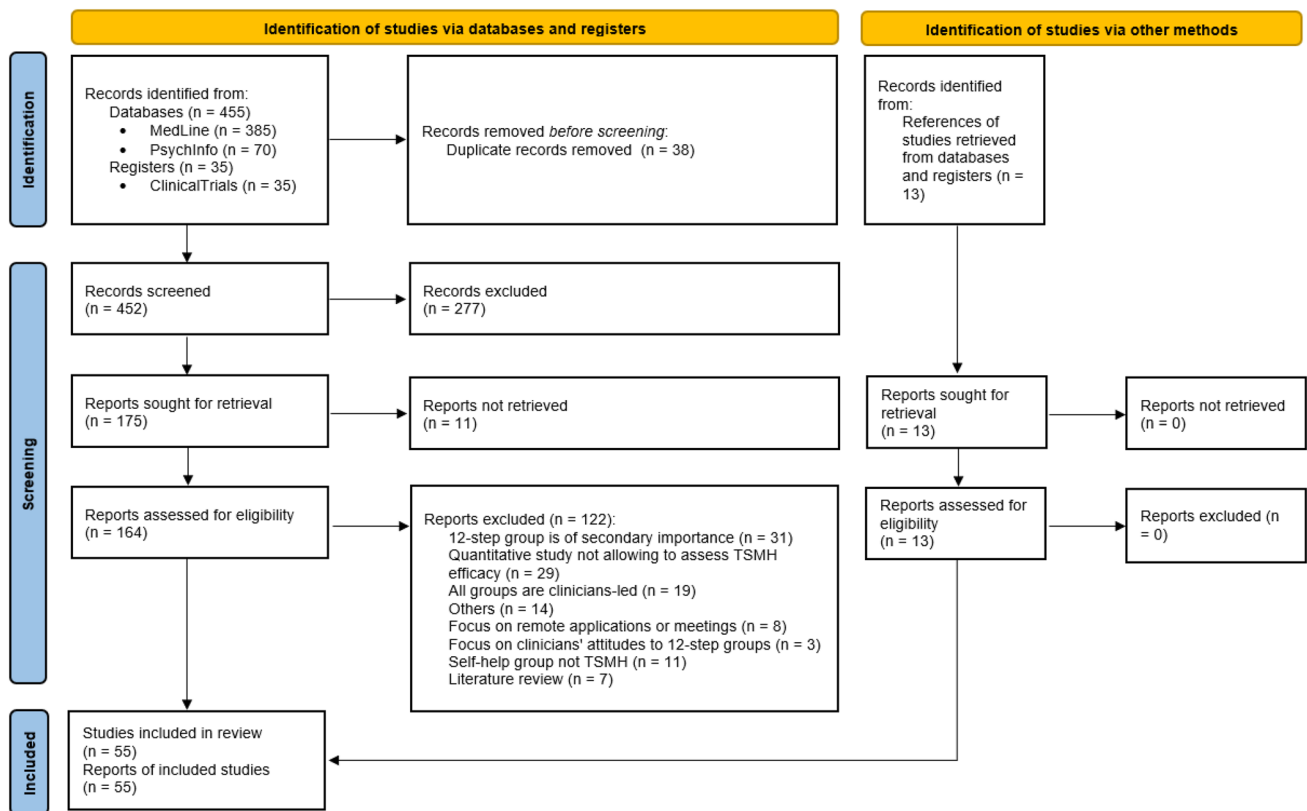 Identification of studies via databases and registers
Identification of studies via other methods
Identification
Records identified from:
Databases (n = 455)
• MedLine (n = 385)
• PsychInfo (n = 70)
Registers (n = 35)
• ClinicalTrials (n = 35)
Records removed before screening:
Duplicate records removed (n = 38)
Records identified
from:
References of
studies retrieved
from databases
and registers (n =
13)
Screening
Records screened
(n = 452)
Records excluded
(n = 277)
Reports sought for retrieval
(n = 175)
Reports not retrieved
(n = 11)
Reports sought for
retrieval
(n = 13)
Reports not retrieved
(n = 0)
Reports assessed for eligibility
(n = 164)
Reports excluded (n = 122):
12-step group is of secondary importance (n = 31)
Quantitative study not allowing to assess TSMH
efficacy (n = 29)
All groups are clinicians-led (n = 19)
Others (n = 14)
Focus on remote applications or meetings (n = 8)
Focus on clinicians' attitudes to 12-step groups (n = 3)
Self-help group not TSMH (n = 11)
Literature review (n = 7)
Reports assessed for
eligibility
(n = 13)
Reports excluded (n
= 0)
Included
Studies included in review
(n = 55)
Reports of included studies
(n = 55)